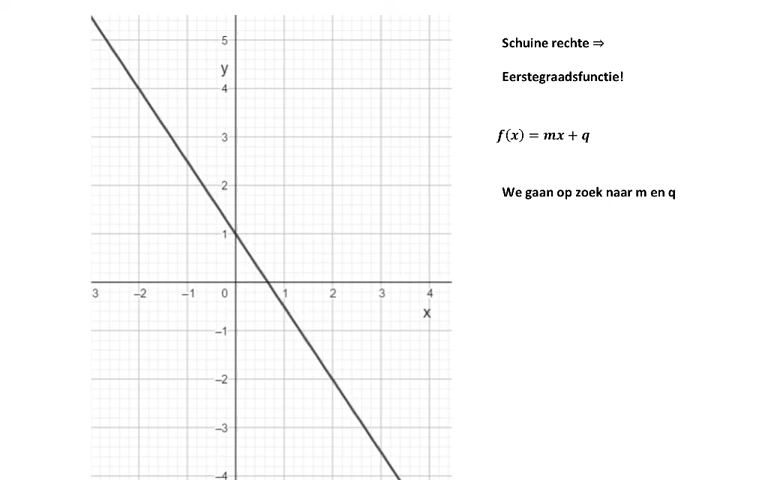 Schuine rechte ⇒
Eerstegraadsfunctie!
f(x) = mx + q
We gaan op zoek naar m en q
5
y
4
3
2
1
3 −2 −1 0 1 2 3 4
x
−1
−2
−3
−4